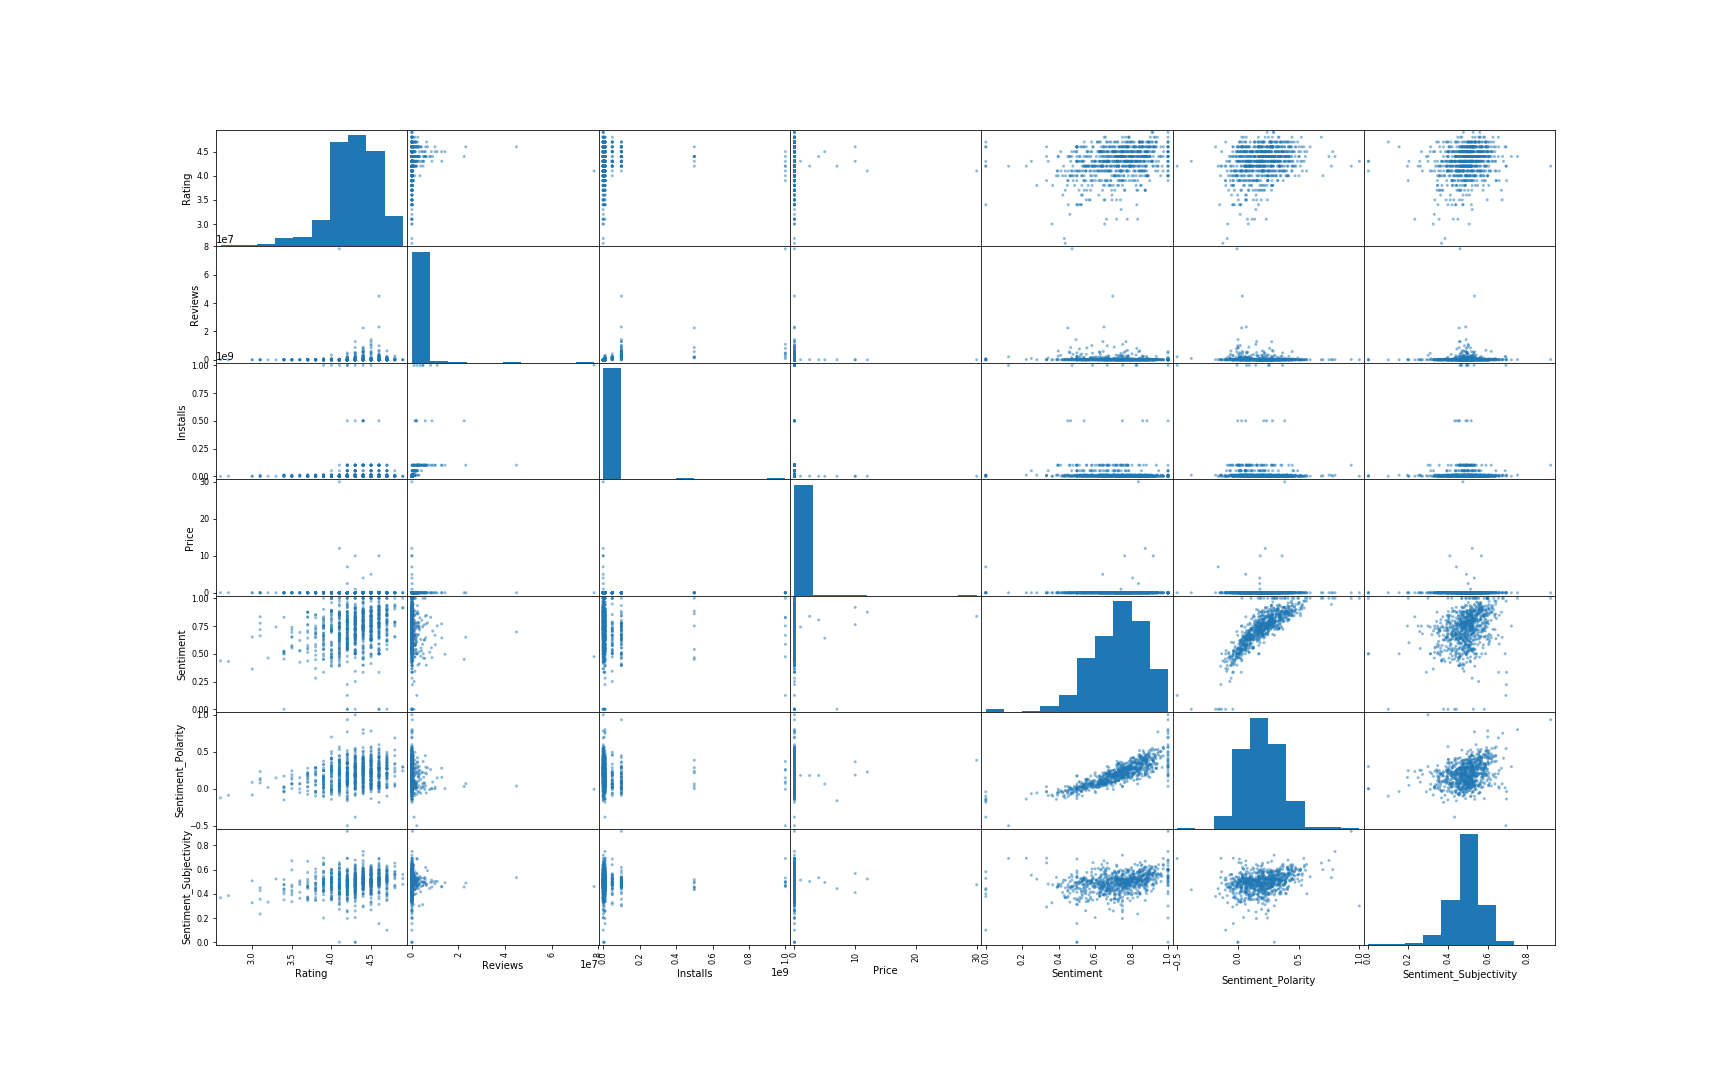 4.5
4.0
3.5
3.0
Rating
1e7
8
6
4
2
0
Reviews
1e9
1.00
0.75
0.50
0.25
0.00
Installs
30
20
10
0
Price
1.00
0.75
0.50
0.25
0.00
Sentiment
1.0
0.5
0.0
−0.5
Sentiment_Polarity
0.8
0.6
0.4
0.2
0.0
Sentiment_Subjectivity
3.0 3.5 4.0 4.5
Rating
0 2 4 6 8
Reviews
1e7
0.0 0.2 0.4 0.6 0.8 1.0
Installs
1e9
0 10 20 30
Price
0.0 0.2 0.4 0.6 0.8 1.0
Sentiment
−0.5 0.0 0.5 1.0
Sentiment_Polarity
0.0 0.2 0.4 0.6 0.8
Sentiment_Subjectivity